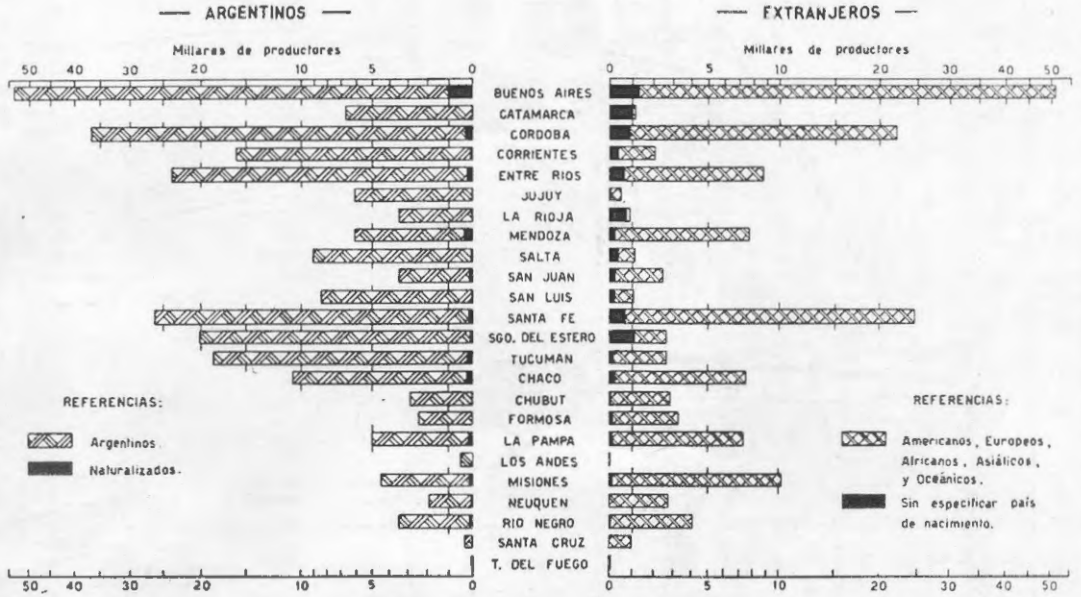 ARGENTINOS
Millares de productores
50 40 30 20 10 5 0
EXTRANJEROS
Millares de productores
0 5 10 20 30 40 50
BUENOS AIRES
CATAMARCA
CORDOBA
CORRIENTES
ENTRE RIOS
JUJUY
LA RIOJA
MENDOZA
SALTA
SAN JUAN
SAN LUIS
SANTA FE
SGO. DEL ESTERO
TUCUMAN
CHACO
CHUBUT
FORMOSA
LA PAMPA
LOS ANDES
MISIONES
NEUQUEN
RIO NEGRO
SANTA CRUZ
T. DEL FUEGO
REFERENCIAS:
Argentinos.
Naturalizados.
REFERENCIAS:
Americanos, Europeos,
Africanos, Asiáticos,
y Oceánicos.
Sin especificar país
de nacimiento.
50 40 30 20 10 5 0
0 5 10 20 30 40 50